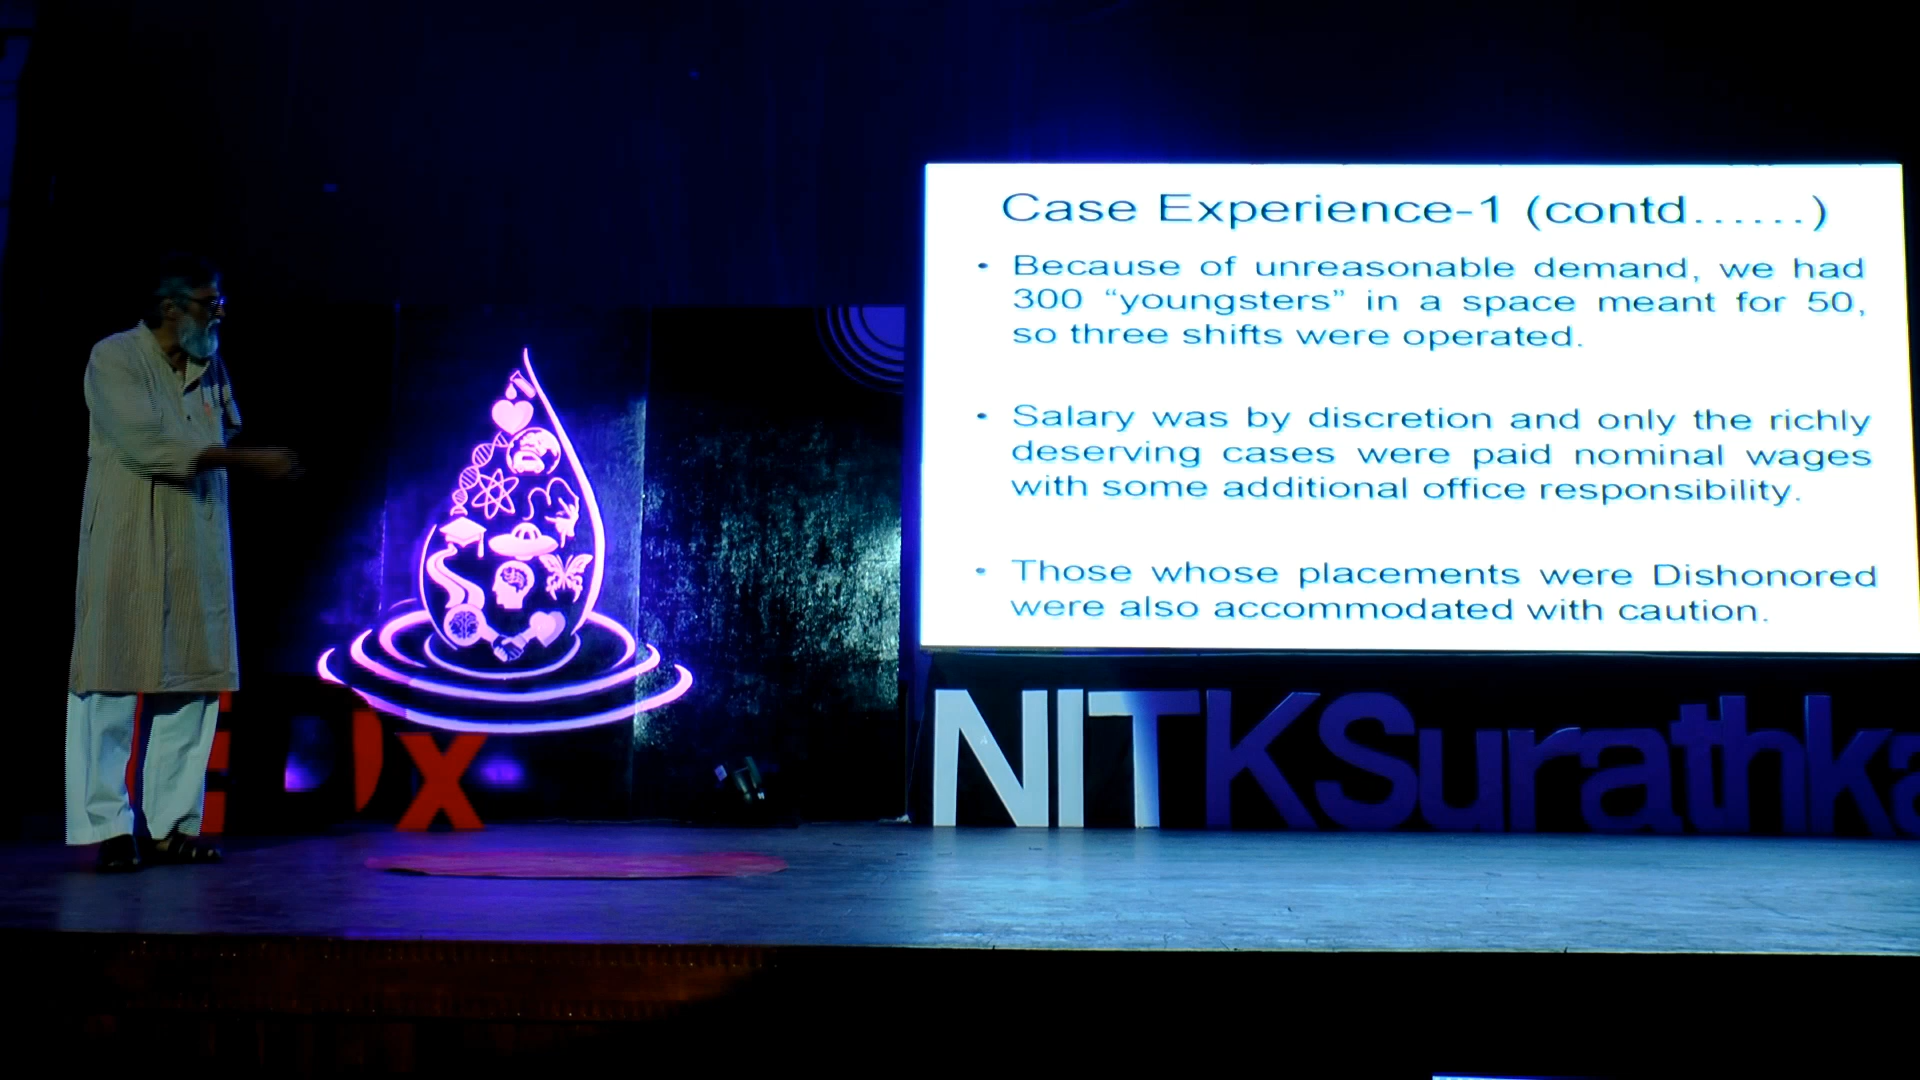 Case Experience-1 (contd......)
• Because of unreasonable demand, we had
300 “youngsters” in a space meant for 50,
so three shifts were operated.
• Salary was by discretion and only the richly
deserving cases were paid nominal wages
with some additional office responsibility.
• Those whose placements were Dishonored
were also accommodated with caution.
EDx
NITKSurathka